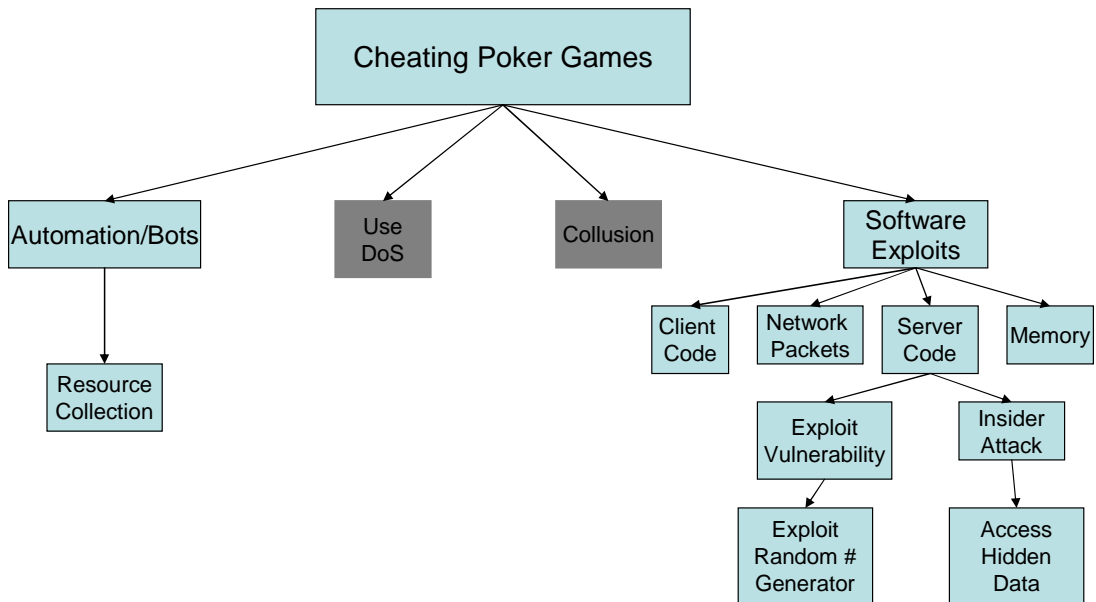 Cheating Poker Games
Automation/Bots
Use
DoS
Collusion
Software
Exploits
Client
Code
Network
Packets
Server
Code
Memory
Resource
Collection
Exploit
Vulnerability
Insider
Attack
Exploit
Random #
Generator
Access
Hidden
Data